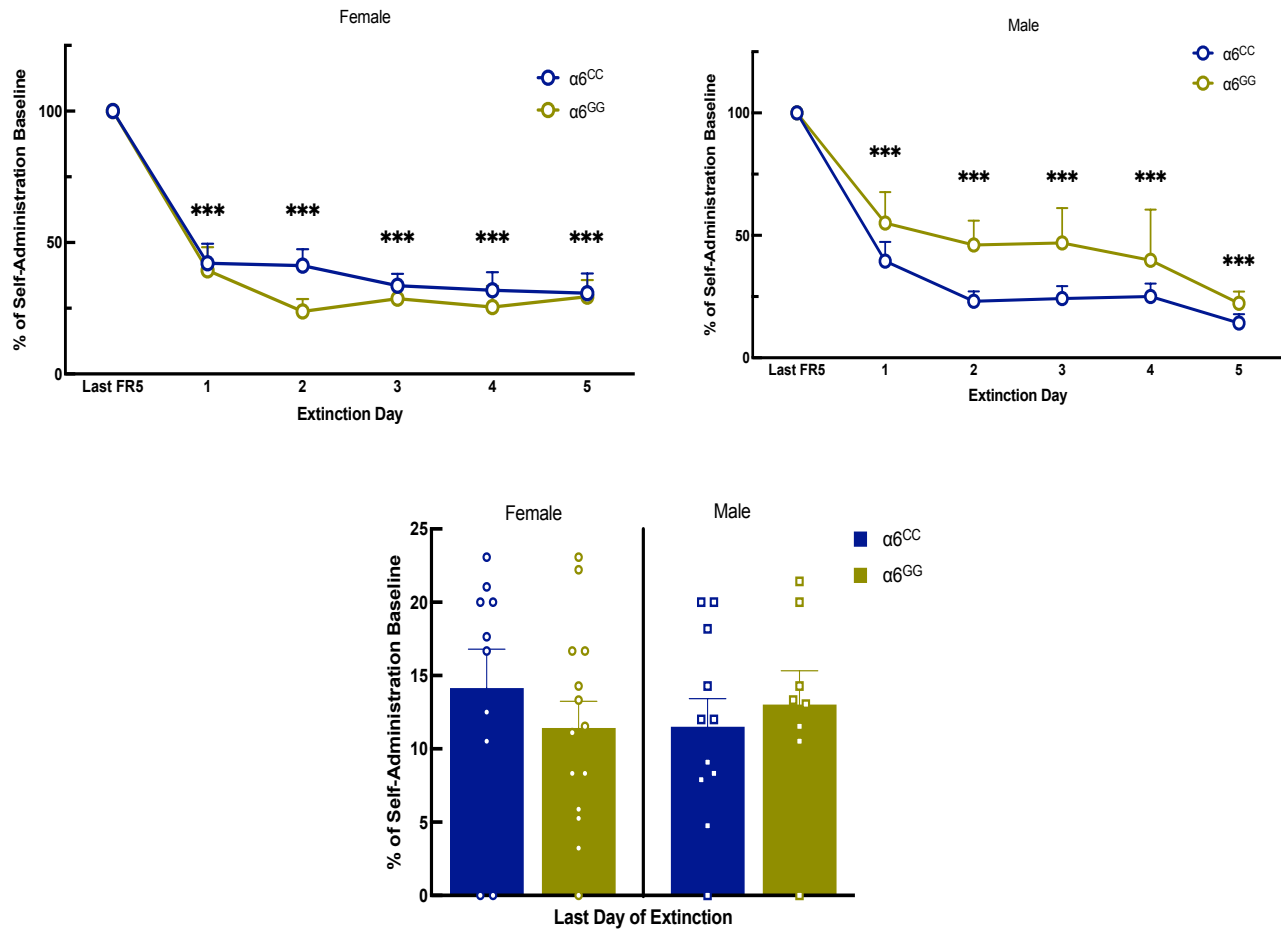 Female
% of Self-Administration Baseline
100
50
0
α6CC
α6GG
*** *** *** *** ***
Last FR5 1 2 3 4 5
Extinction Day
Male
% of Self-Administration Baseline
100
50
0
α6CC
α6GG
*** *** *** *** ***
Last FR5 1 2 3 4 5
Extinction Day
Female Male
% of Self-Administration Baseline
25
20
15
10
5
0
α6CC
α6GG
Last Day of Extinction